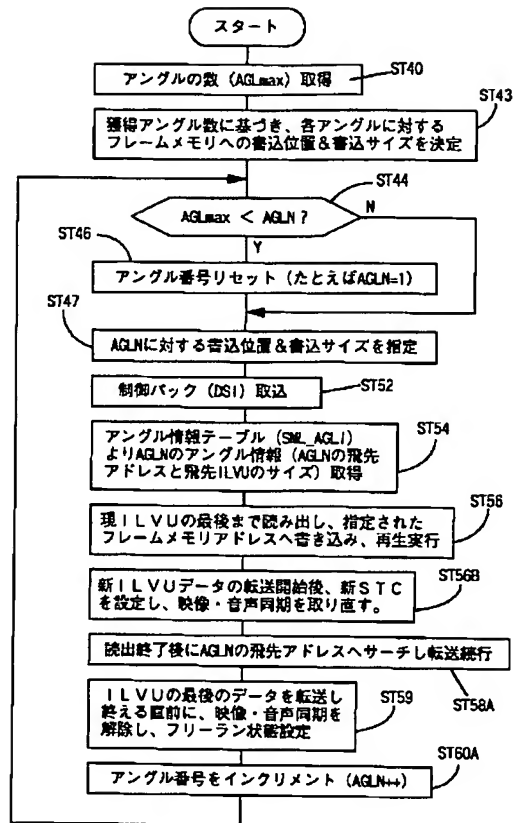 スタート
アングルの数 (AGLmax) 取得
ST40
ST43
獲得アングル数に基づき、各アングルに対する
フレームメモリへの書込位置&書込サイズを決定
ST44
AGLmax < AGLN ?
N
Y
ST46
アングル番号リセット (たとえばAGLN=1)
ST47
AGLNに対する書込位置&書込サイズを指定
ST52
制御パック (DSI) 取込
ST54
アングル情報テーブル (SML_AGLI)
よりAGLNのアングル情報 (AGLNの飛先
アドレスと飛先ILVUのサイズ) 取得
ST56
現ILVUの最後まで読み出し、指定された
フレームメモリアドレスへ書き込み、再生実行
ST56B
新ILVUデータの転送開始後、新STC
を設定し、映像・音声同期を取り直す。
読出終了後にAGLNの飛先アドレスへサーチし転送続行
ST58A
ST59
ILVUの最後のデータを転送し
終える直前に、映像・音声同期を
解除し、フリーラン状態設定
ST60A
アングル番号をインクリメント (AGLN++)